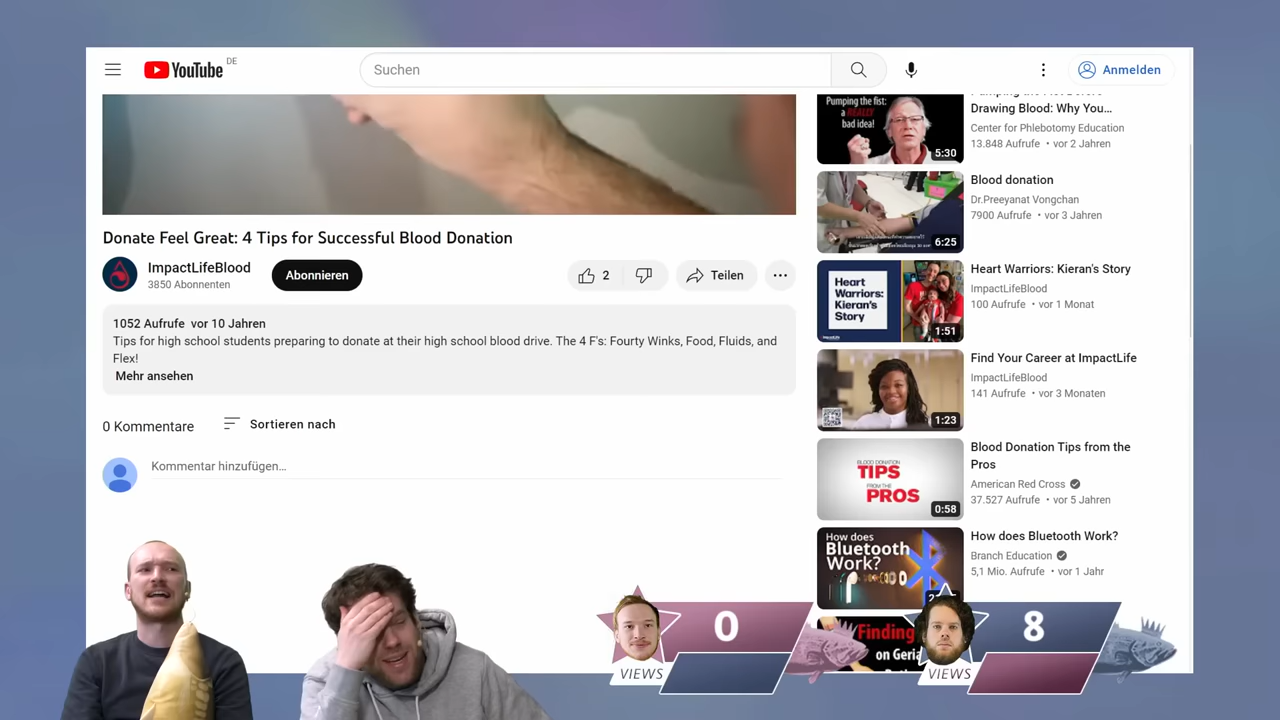 YouTube DE
Suchen
Anmelden
Donate Feel Great: 4 Tips for Successful Blood Donation
ImpactLifeBlood
3850 Abonnenten
Abonnieren
2
Teilen
1052 Aufrufe vor 10 Jahren
Tips for high school students preparing to donate at their high school blood drive. The 4 F's: Fourty Winks, Food, Fluids, and
Flex!
Mehr ansehen
0 Kommentare
Sortieren nach
Kommentar hinzufügen...
Pumping the fist:
a REALLY
bad idea!
5:30
Drawing Blood: Why You...
Center for Phlebotomy Education
13.848 Aufrufe • vor 2 Jahren
6:25
Blood donation
Dr.Preeyanat Vongchan
7900 Aufrufe • vor 3 Jahren
Heart
Warriors:
Kieran's
Story
1:51
Heart Warriors: Kieran's Story
ImpactLifeBlood
100 Aufrufe • vor 1 Monat
1:23
Find Your Career at ImpactLife
ImpactLifeBlood
141 Aufrufe • vor 3 Monaten
BLOOD DONATION
TIPS
FROM THE
PROS
0:58
Blood Donation Tips from the
Pros
American Red Cross
37.527 Aufrufe • vor 5 Jahren
How does
Bluetooth
Work?
How does Bluetooth Work?
Branch Education
5,1 Mio. Aufrufe • vor 1 Jahr
Finding
on Geria
0
VIEWS
8
VIEWS